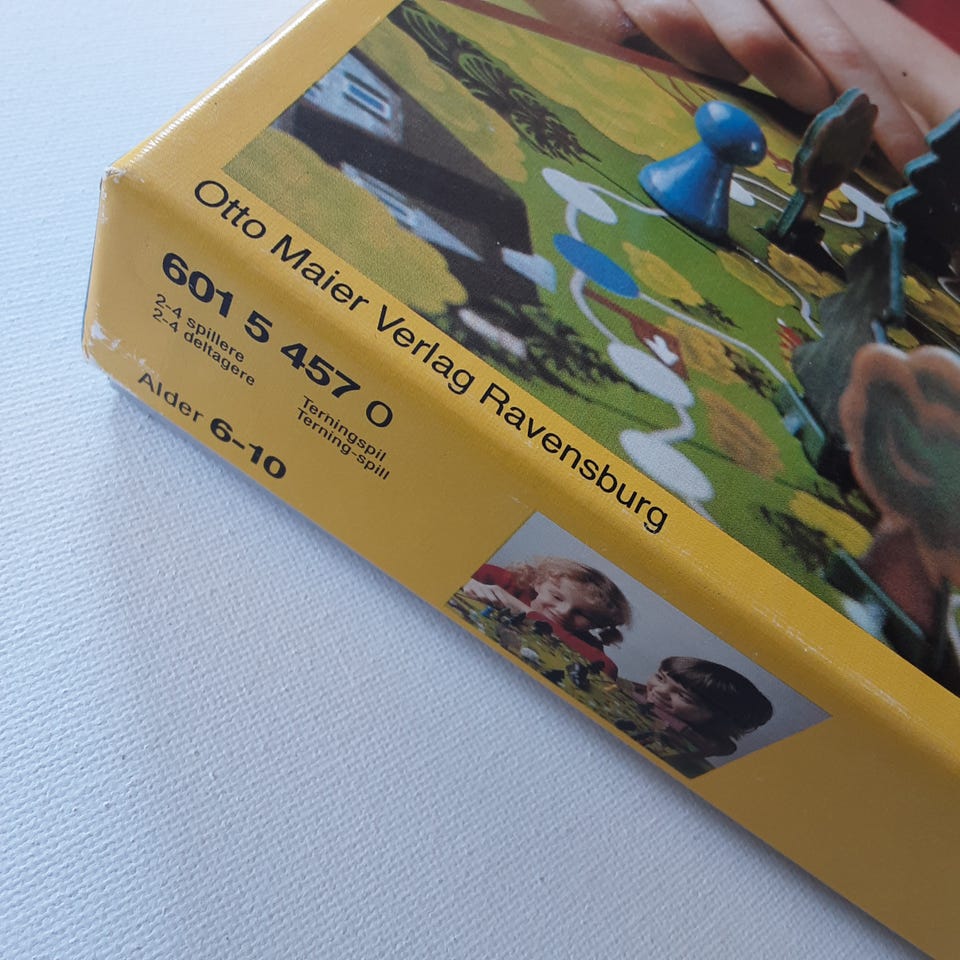 Otto Maier Verlag Ravensburg
601 5 457 0
2-4 spillere
2-4 deltagere
Terningspil
Terning-spill
Alder 6-10